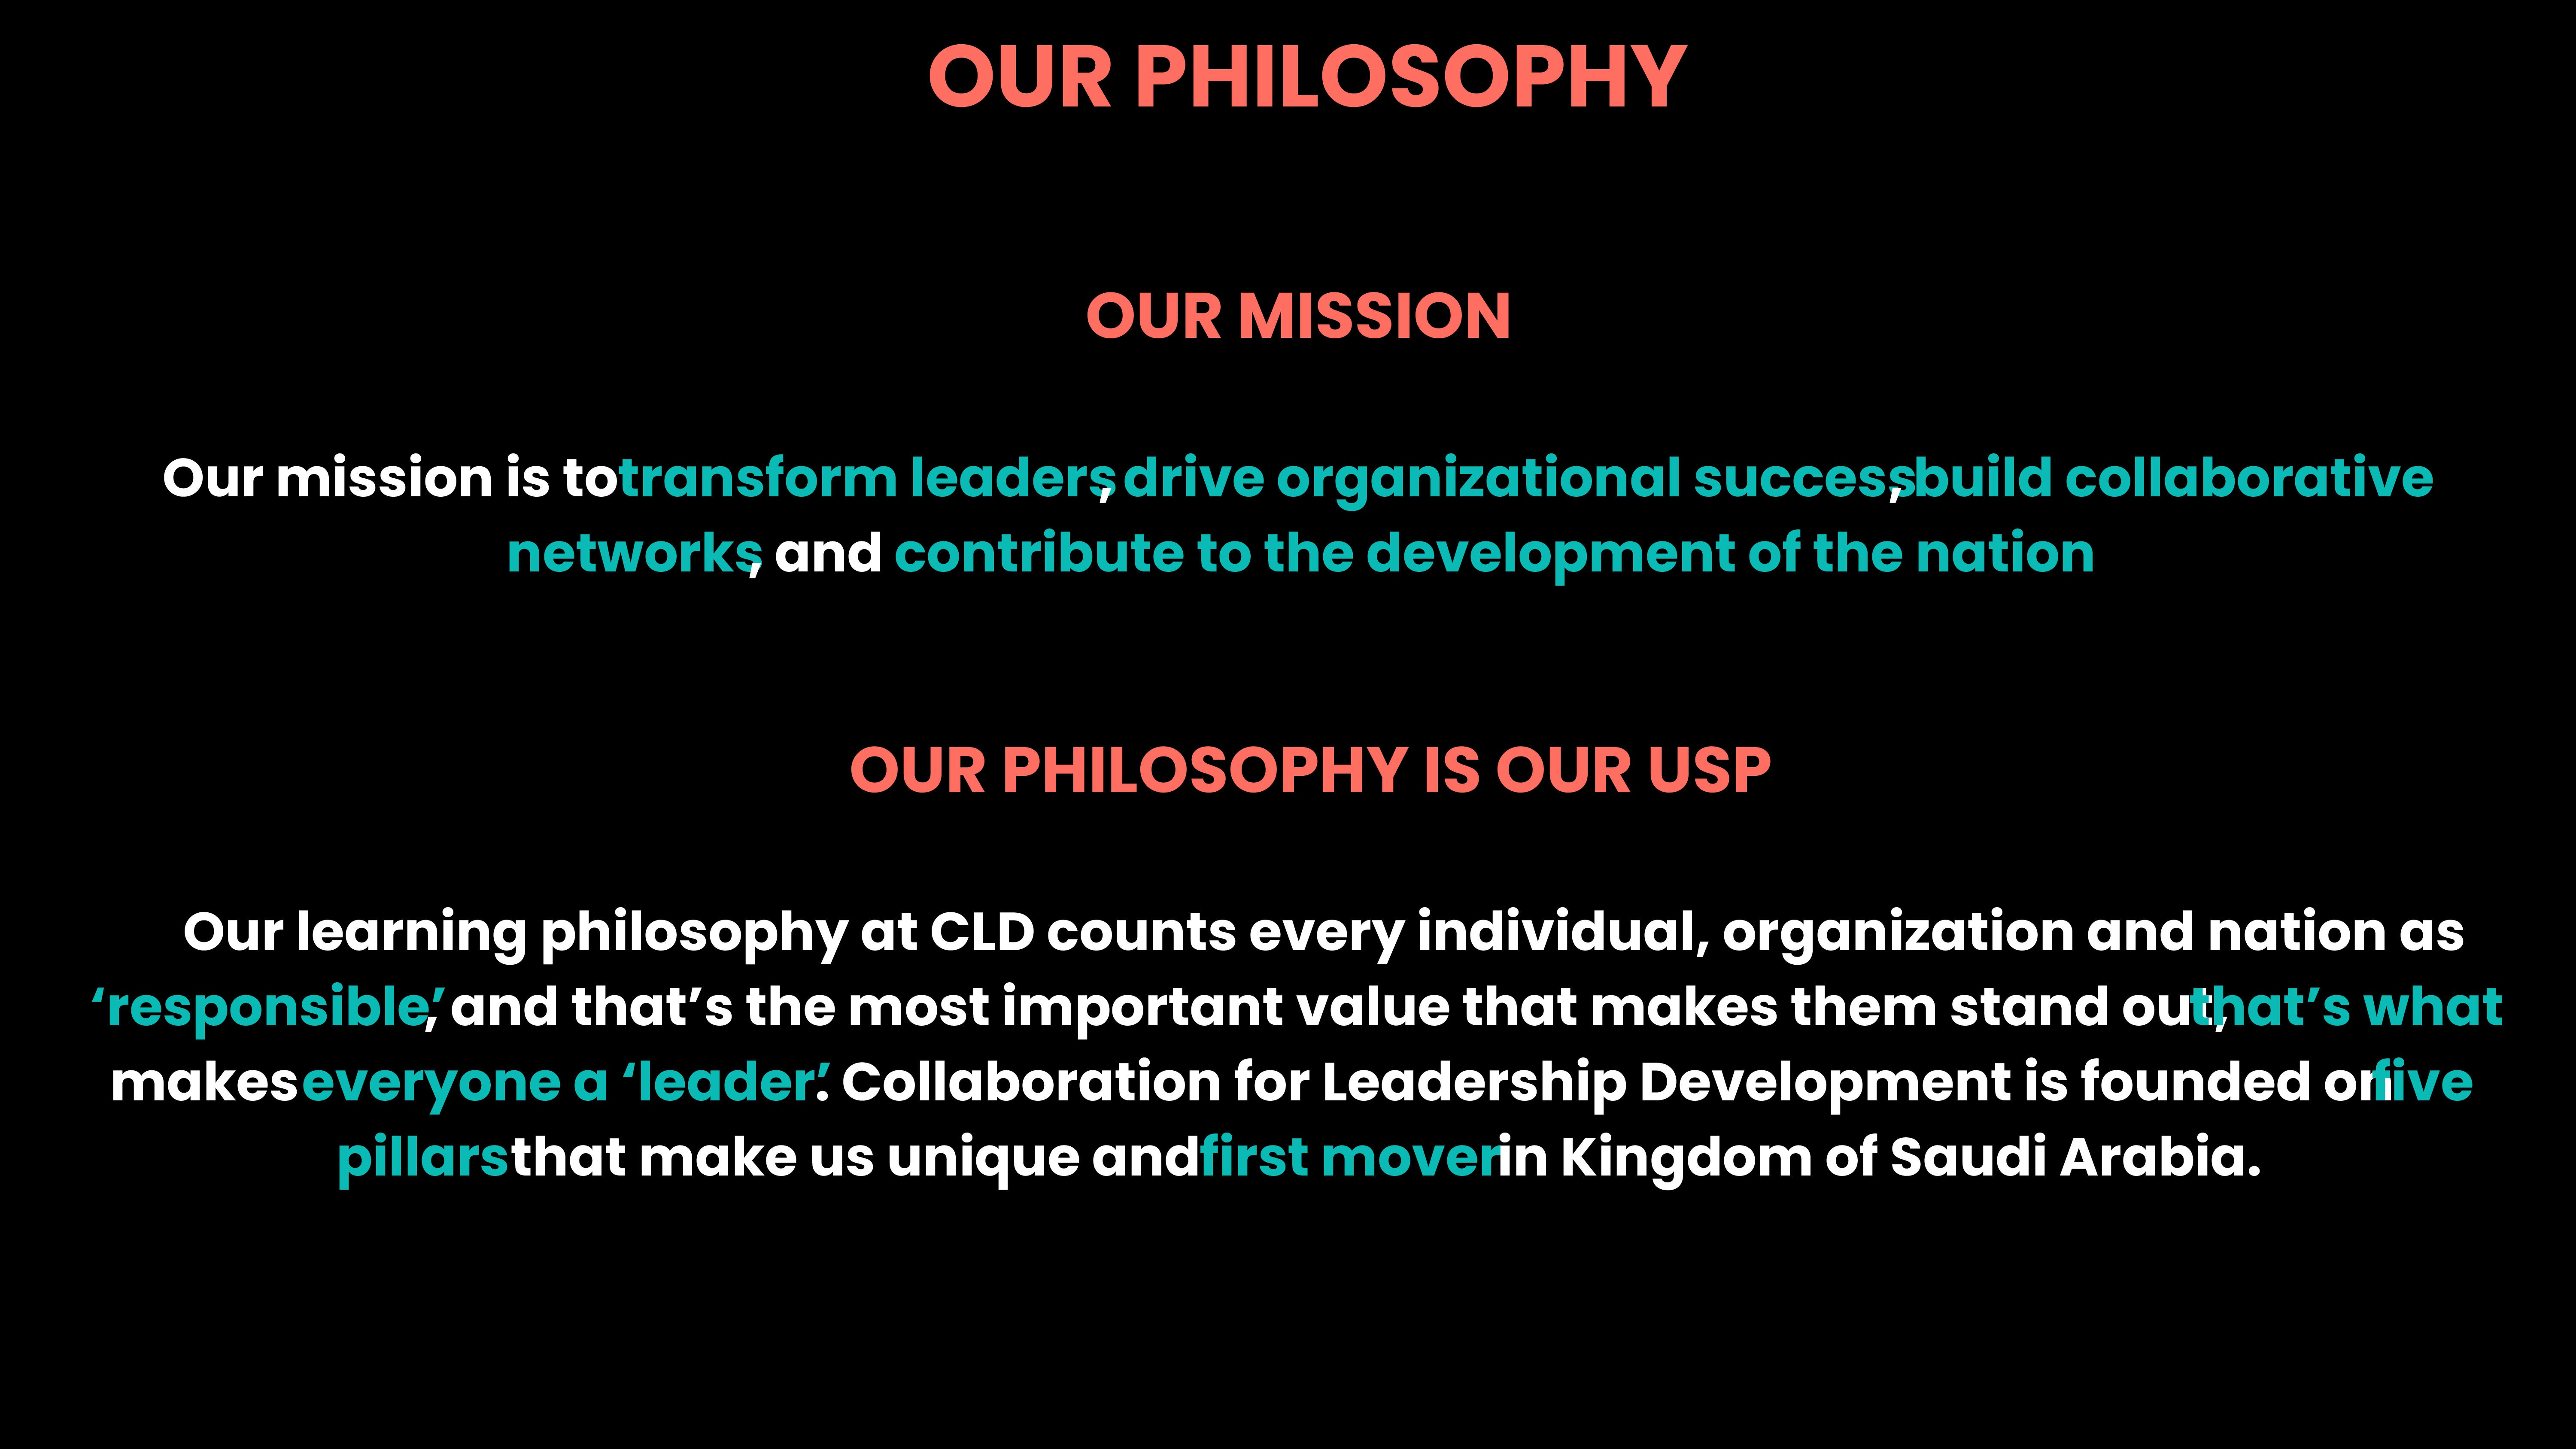 OUR PHILOSOPHY
OUR MISSION
Our mission is to transform leaders, drive organizational success, build collaborative
networks, and contribute to the development of the nation
OUR PHILOSOPHY IS OUR USP
Our learning philosophy at CLD counts every individual, organization and nation as
‘responsible’, and that’s the most important value that makes them stand out, that’s what
makes everyone a ‘leader’. Collaboration for Leadership Development is founded on five
pillars that make us unique and first mover in Kingdom of Saudi Arabia.